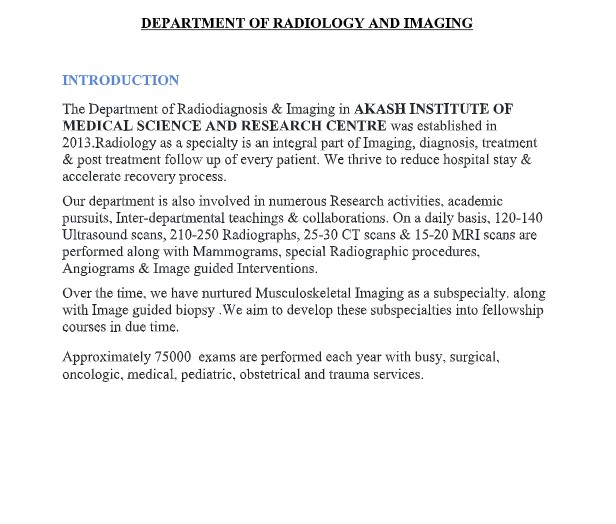 DEPARTMENT OF RADIOLOGY AND IMAGING
INTRODUCTION
The Department of Radiodiagnosis & Imaging in AKASH INSTITUTE OF
MEDICAL SCIENCE AND RESEARCH CENTRE was established in
2013.Radiology as a specialty is an integral part of Imaging, diagnosis, treatment
& post treatment follow up of every patient. We thrive to reduce hospital stay &
accelerate recovery process.
Our department is also involved in numerous Research activities, academic
pursuits, Inter-departmental teachings & collaborations. On a daily basis, 120-140
Ultrasound scans, 210-250 Radiographs, 25-30 CT scans & 15-20 MRI scans are
performed along with Mammograms, special Radiographic procedures,
Angiograms & Image guided Interventions.
Over the time, we have nurtured Musculoskeletal Imaging as a subspecialty. along
with Image guided biopsy .We aim to develop these subspecialties into fellowship
courses in due time.
Approximately 75000  exams are performed each year with busy, surgical,
oncologic, medical, pediatric, obstetrical and trauma services.